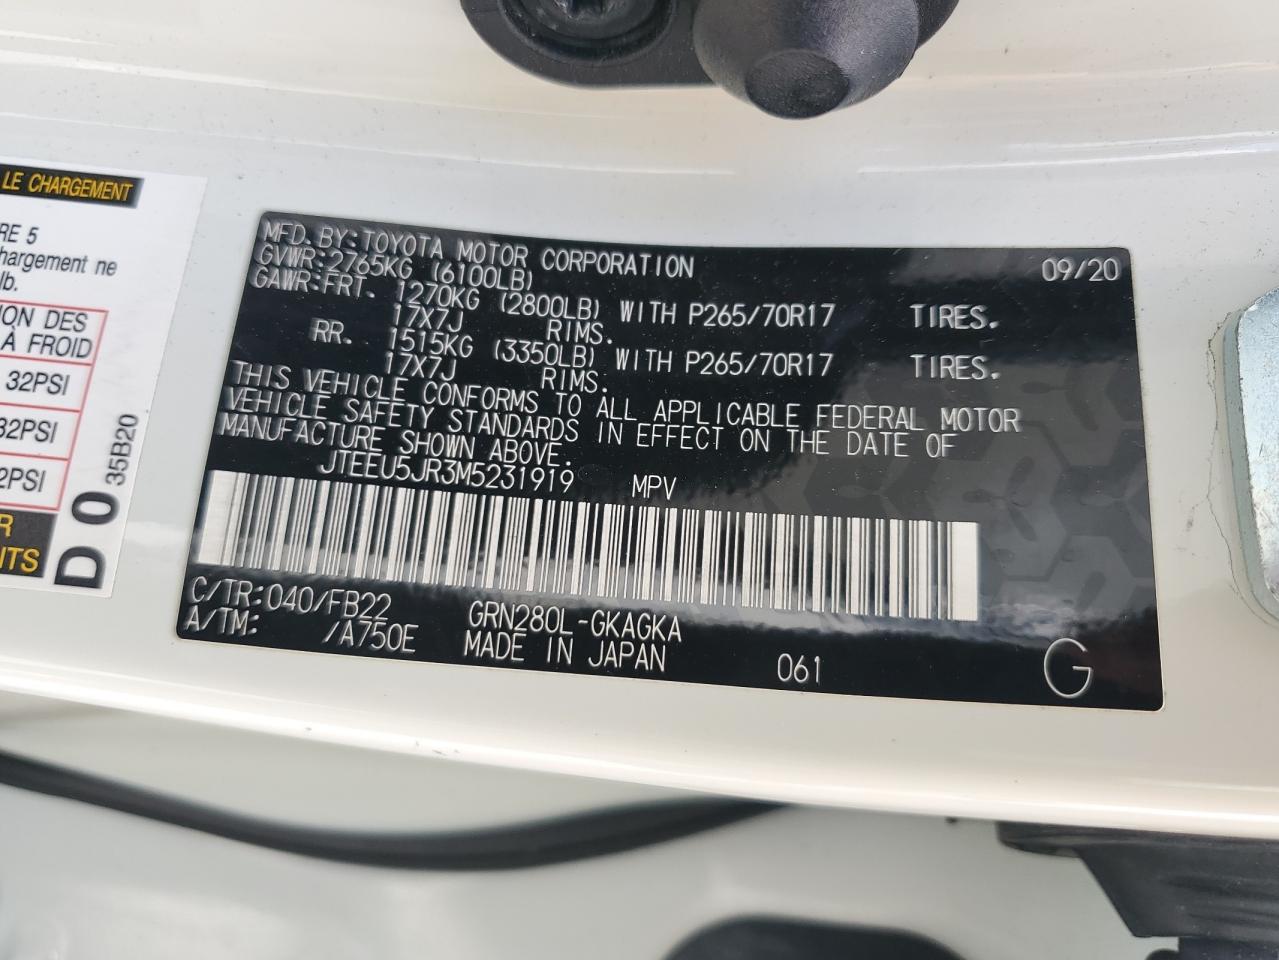 LE CHARGEMENT
RE 5
hargement ne
lb.
ION DES
À FROID
32PSI
32PSI
2PSI
R
ITS
D 0
35B20
MFD. BY: TOYOTA MOTOR CORPORATION 09/20
GVWR: 2765KG (6100LB)
GAWR: FRT. 1270KG (2800LB) WITH P265/70R17 TIRES.
17X7J RIMS.
RR. 1515KG (3350LB) WITH P265/70R17 TIRES.
17X7J RIMS.
THIS VEHICLE CONFORMS TO ALL APPLICABLE FEDERAL MOTOR
VEHICLE SAFETY STANDARDS IN EFFECT ON THE DATE OF
MANUFACTURE SHOWN ABOVE.
JTEEU5JR3M5231919 MPV
C/TR: 040/FB22 GRN280L-GKAGKA
A/TM: /A750E MADE IN JAPAN 061 G